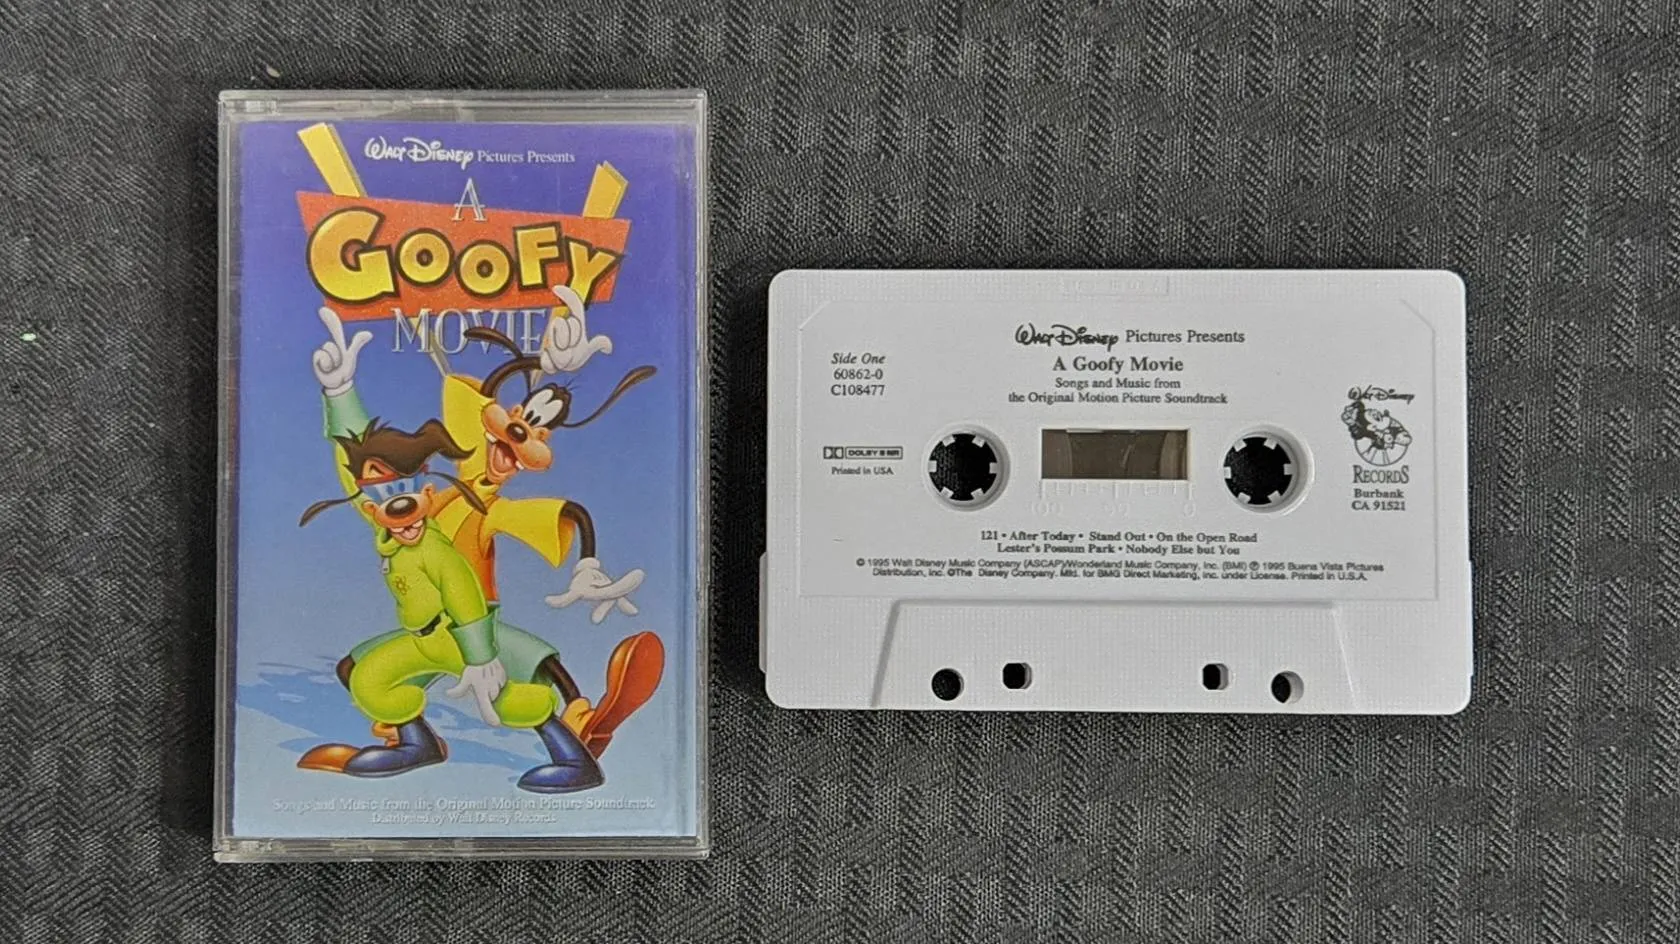 WALT DISNEY Pictures Presents
A
GOOFY
MOVIE
Songs and Music from the Original Motion Picture Soundtrack
Distributed by Walt Disney Records
WALT DISNEY Pictures Presents
A Goofy Movie
Songs and Music from
the Original Motion Picture Soundtrack
Side One
60862-0
C108477
DOLBY B NR
Printed in USA
WALT DISNEY
RECORDS
Burbank
CA 91521
100 50 0
121 • After Today • Stand Out • On the Open Road
Lester's Possum Park • Nobody Else but You
© 1995 Walt Disney Music Company (ASCAP)/Wonderland Music Company, Inc. (BMI) ℗ 1995 Buena Vista Pictures
Distribution, Inc. ©The Disney Company. Mfd. for BMG Direct Marketing, Inc. under License. Printed in U.S.A.